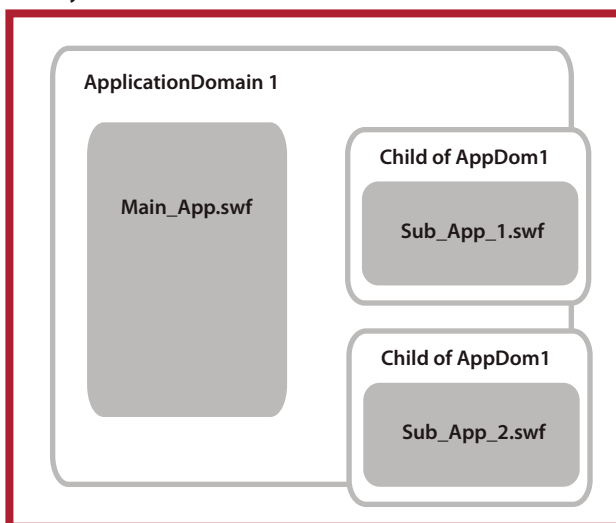 ApplicationDomain 1
Main_App.swf
Child of AppDom1
Sub_App_1.swf
Child of AppDom1
Sub_App_2.swf